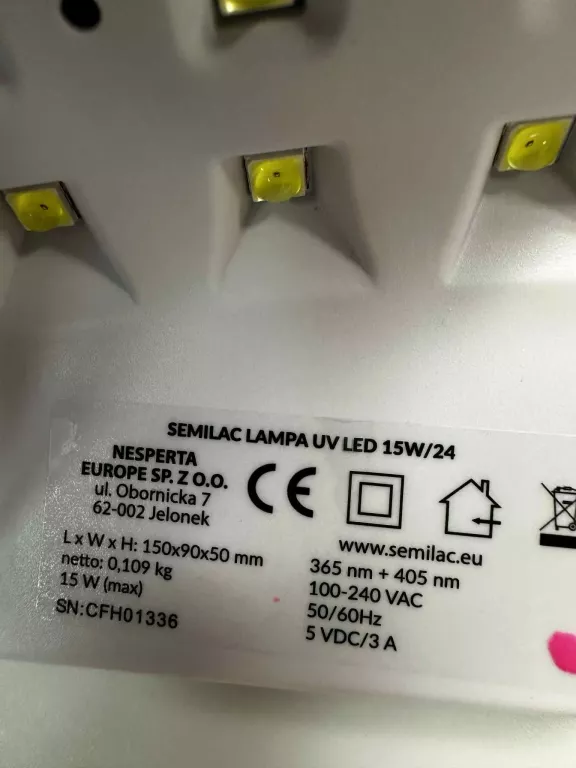 SEMILAC LAMPA UV LED 15W/24
NESPERTA
EUROPE SP. Z O.O.
ul. Obornicka 7
62-002 Jelonek
CE
L x W x H: 150x90x50 mm
netto: 0,109 kg
15 W (max)
SN:CFH01336
www.semilac.eu
365 nm + 405 nm
100-240 VAC
50/60Hz
5 VDC/3 A